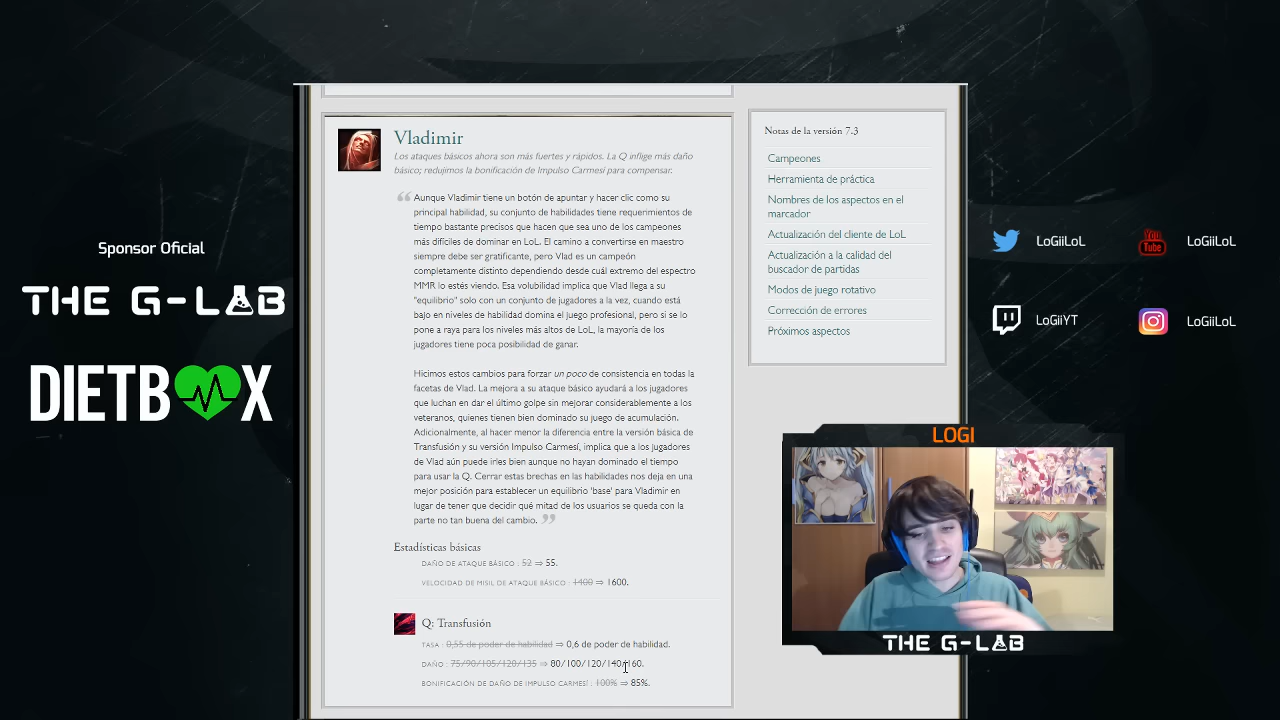 Sponsor Oficial
THE G-LAB
DIETBOX
Vladimir
Los ataques básicos ahora son más fuertes y rápidos. La Q inflige más daño
básico; redujimos la bonificación de Impulso Carmesí para compensar.
Aunque Vladimir tiene un botón de apuntar y hacer clic como su
principal habilidad, su conjunto de habilidades tiene requerimientos de
tiempo bastante precisos que hacen que sea uno de los campeones
más difíciles de dominar en LoL. El camino a convertirse en maestro
siempre debe ser gratificante, pero Vlad es un campeón
completamente distinto dependiendo desde cuál extremo del espectro
MMR lo estés viendo. Esa volubilidad implica que Vlad llega a su
"equilibrio" solo con un conjunto de jugadores a la vez, cuando está
bajo en niveles de habilidad domina el juego profesional, pero si se lo
pone a raya para los niveles más altos de LoL, la mayoría de los
jugadores tiene poca posibilidad de ganar.
Hicimos estos cambios para forzar un poco de consistencia en todas la
facetas de Vlad. La mejora a su ataque básico ayudará a los jugadores
que luchan en dar el último golpe sin mejorar considerablemente a los
veteranos, quienes tienen bien dominado su juego de acumulación.
Adicionalmente, al hacer menor la diferencia entre la versión básica de
Transfusión y su versión Impulso Carmesí, implica que a los jugadores
de Vlad aún puede irles bien aunque no hayan dominado el tiempo
para usar la Q. Cerrar estas brechas en las habilidades nos deja en una
mejor posición para establecer un equilibrio 'base' para Vladimir en
lugar de tener que decidir qué mitad de los usuarios se queda con la
parte no tan buena del cambio.
Estadísticas básicas
DAÑO DE ATAQUE BÁSICO : 52 ⇒ 55.
VELOCIDAD DE MISIL DE ATAQUE BÁSICO : 1400 ⇒ 1600.
Q: Transfusión
TASA : 0,55 de poder de habilidad ⇒ 0,6 de poder de habilidad.
DAÑO : 75/90/105/120/135 ⇒ 80/100/120/140/160.
BONIFICACIÓN DE DAÑO DE IMPULSO CARMESÍ : 100% ⇒ 85%.
Notas de la versión 7.3
Campeones
Herramienta de práctica
Nombres de los aspectos en el
marcador
Actualización del cliente de LoL
Actualización a la calidad del
buscador de partidas
Modos de juego rotativo
Corrección de errores
Próximos aspectos
LoGiiLoL
You Tube
LoGiiLoL
LoGiiYT
LoGiiLoL
LOGI
THE G-LAB